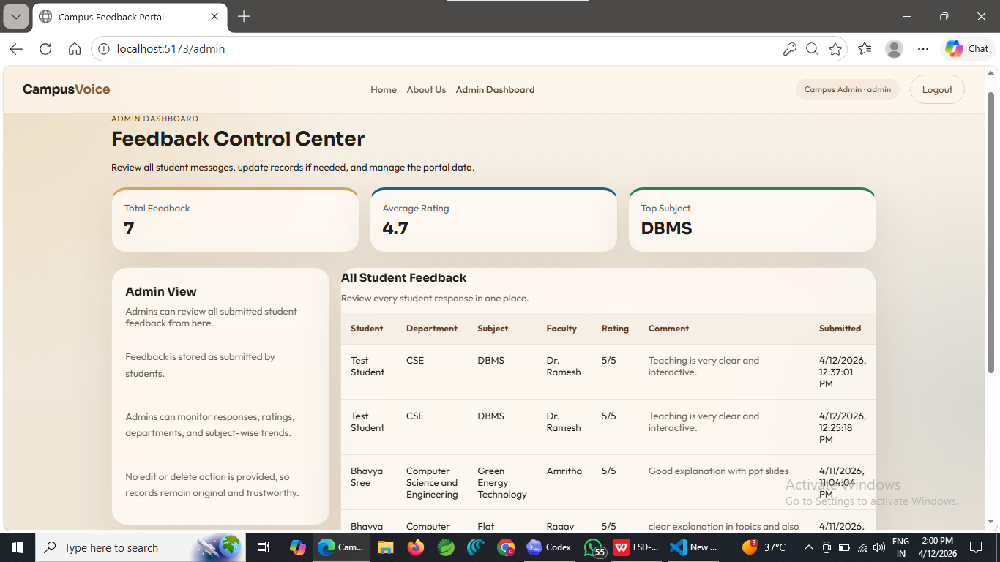 Campus Feedback Portal
localhost:5173/admin
Chat
CampusVoice
Home
About Us
Admin Dashboard
Campus Admin · admin
Logout
ADMIN DASHBOARD
Feedback Control Center
Review all student messages, update records if needed, and manage the portal data.
Total Feedback
7
Average Rating
4.7
Top Subject
DBMS
Admin View
Admins can review all submitted student
feedback from here.
Feedback is stored as submitted by
students.
Admins can monitor responses, ratings,
departments, and subject-wise trends.
No edit or delete action is provided, so
records remain original and trustworthy.
All Student Feedback
Review every student response in one place.
Student Department Subject Faculty Rating Comment Submitted
Test CSE DBMS Dr. 5/5 Teaching is very clear and 4/12/2026,
Student Ramesh interactive. 12:37:01
PM
Test CSE DBMS Dr. 5/5 Teaching is very clear and 4/12/2026,
Student Ramesh interactive. 12:25:18
PM
Bhavya Computer Green Amritha 5/5 Good explanation with ppt slides 4/11/2026,
Sree Science and Energy 11:04:04
Engineering Technology PM
Bhavya Computer Flat Ragav 5/5 clear explanation in topics and also 4/11/2026,
Activate Windows
Go to Settings to activate Windows.
Type here to search
Cam...
Codex
55
FSD-...
New ...
3
37°C
ENG
IN
2:00 PM
4/12/2026